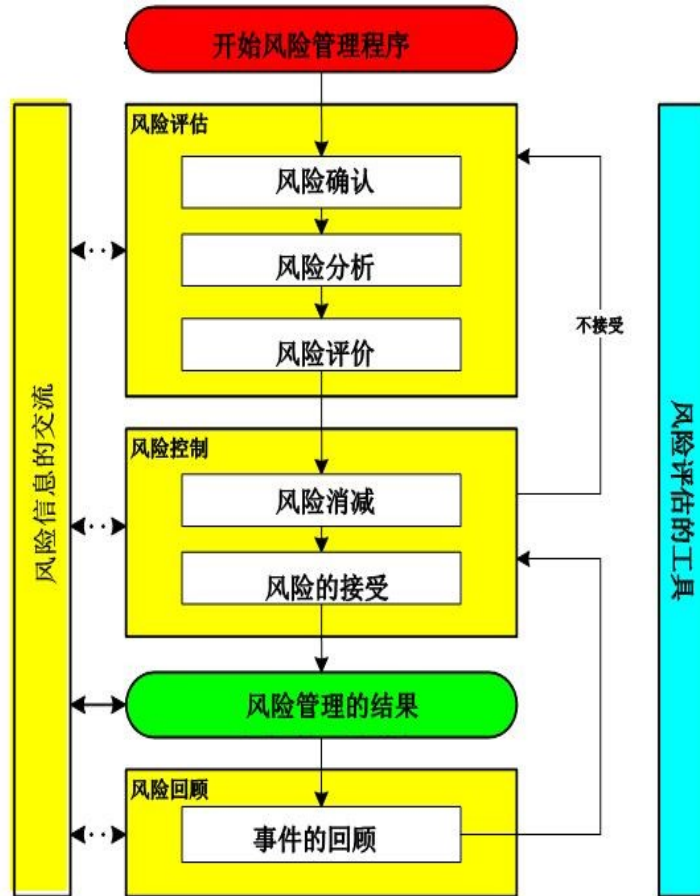 开始风险管理程序
风险评估
风险确认
风险分析
风险评价
不接受
风险控制
风险消减
风险的接受
风险管理的结果
风险回顾
事件的回顾
风险信息的交流
风险评估的工具